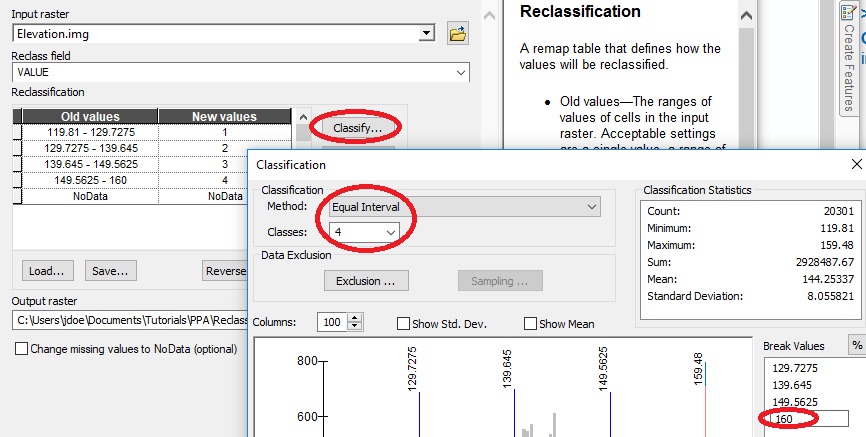 Input raster
Elevation.img
Reclass field
VALUE
Reclassification
Old values New values
119.81 - 129.7275 1
129.7275 - 139.645 2
139.645 - 149.5625 3
149.5625 - 160 4
NoData NoData
Classify...
Load... Save... Reverse
Output raster
C:\Users\jdoe\Documents\Tutorials\PPA\Reclass
Change missing values to NoData (optional)
Reclassification
A remap table that defines how the
values will be reclassified.
• Old values—The ranges of
values of cells in the input
raster. Acceptable settings
are a single value, a range of
Create Features
Classification
Classification
Method: Equal Interval
Classes: 4
Data Exclusion
Exclusion ... Sampling ...
Columns: 100 Show Std. Dev. Show Mean
Classification Statistics
Count: 20301
Minimum: 119.81
Maximum: 159.48
Sum: 2928487.67
Mean: 144.25337
Standard Deviation: 8.055821
Break Values %
129.7275
139.645
149.5625
160
800
600
129.7275
139.645
149.5625
159.48